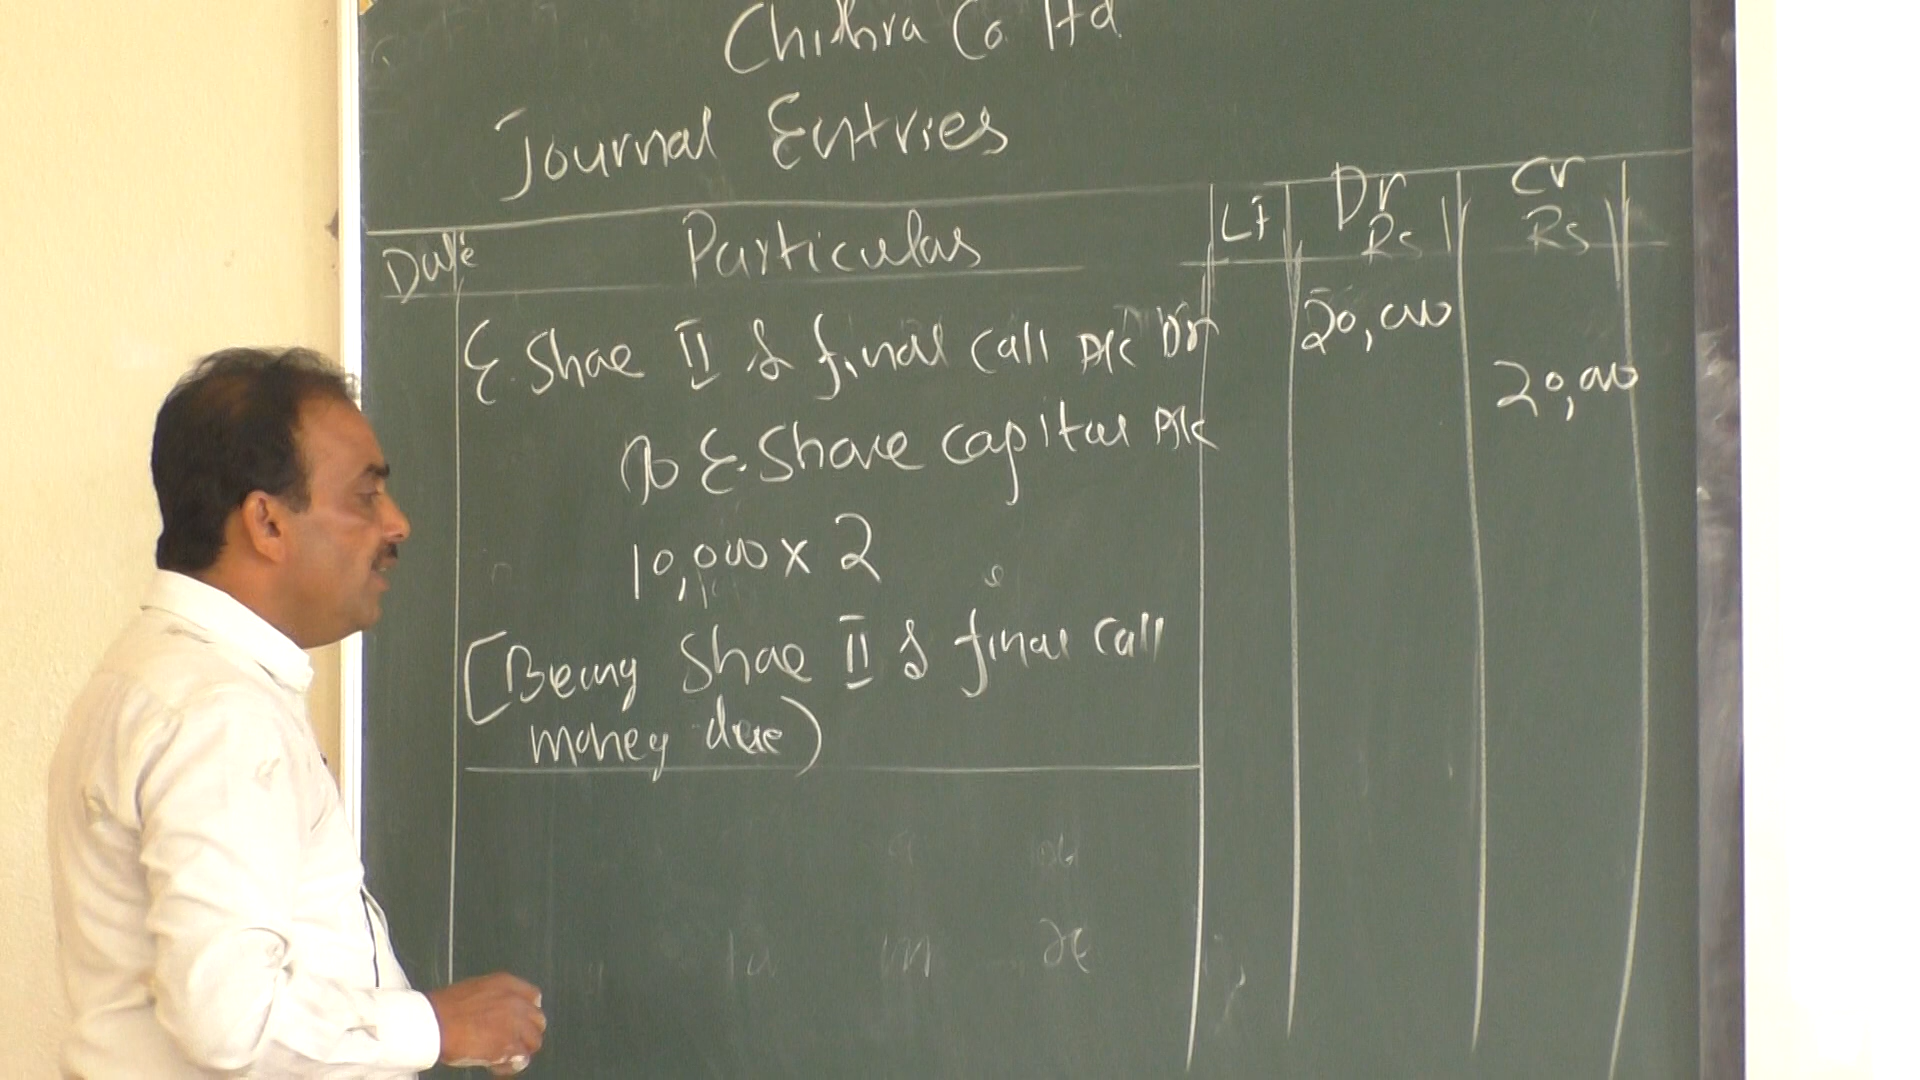 Chithra Co ltd
Journal Entries
Date Particulas LF Dr Rs Cr Rs
E. Shae II & final call A/c Dr 20,000
To E. Share capital A/c 20,000
10,000 x 2
[Being Shae II & final call
money due)